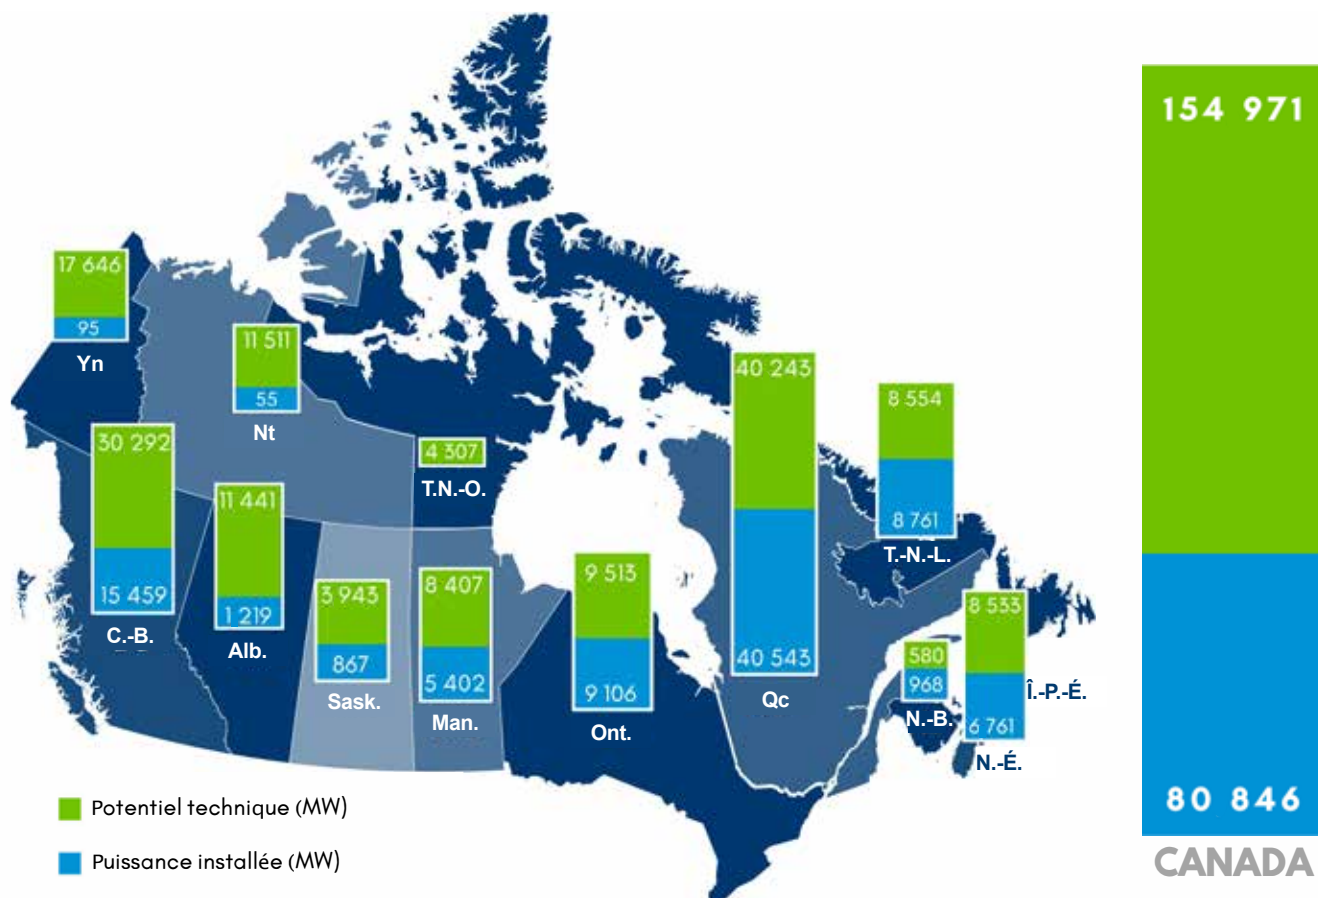 154 971
17 646
95
Yn
11 511
55
Nt
40 243
40 543
Qc
8 554
8 761
T.-N.-L.
30 292
15 459
C.-B.
4 307
T.N.-O.
11 441
1 219
Alb.
3 943
867
Sask.
8 407
5 402
Man.
9 513
9 106
Ont.
580
968
N.-B.
8 533
6 761
Î.-P.-É.
N.-É.
Potentiel technique (MW)
Puissance installée (MW)
80 846
CANADA